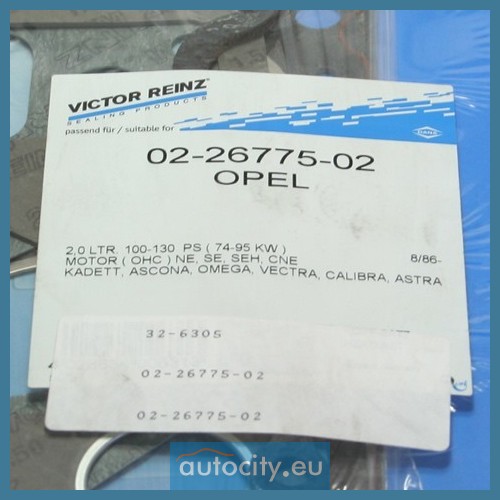 VICTOR REINZ®
SEALING PRODUCTS
passend für / suitable for
DANA
02-26775-02
OPEL
2,0 LTR. 100-130 PS ( 74-95 KW )
MOTOR ( OHC ) NE, SE, SEH, CNE 8/86-
KADETT, ASCONA, OMEGA, VECTRA, CALIBRA, ASTRA
32-6305
02-26775-02
02-26775-02
autocity.eu